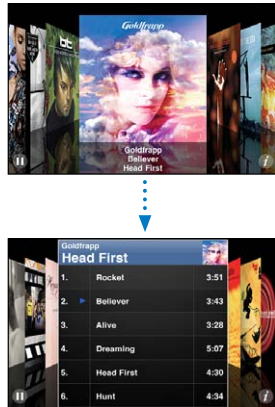 Goldfrapp
Goldfrapp
Believer
Head First
Goldfrapp
Head First
1. Rocket 3:51
2. Believer 3:43
3. Alive 3:28
4. Dreaming 5:07
5. Head First 4:30
6. Hunt 4:34